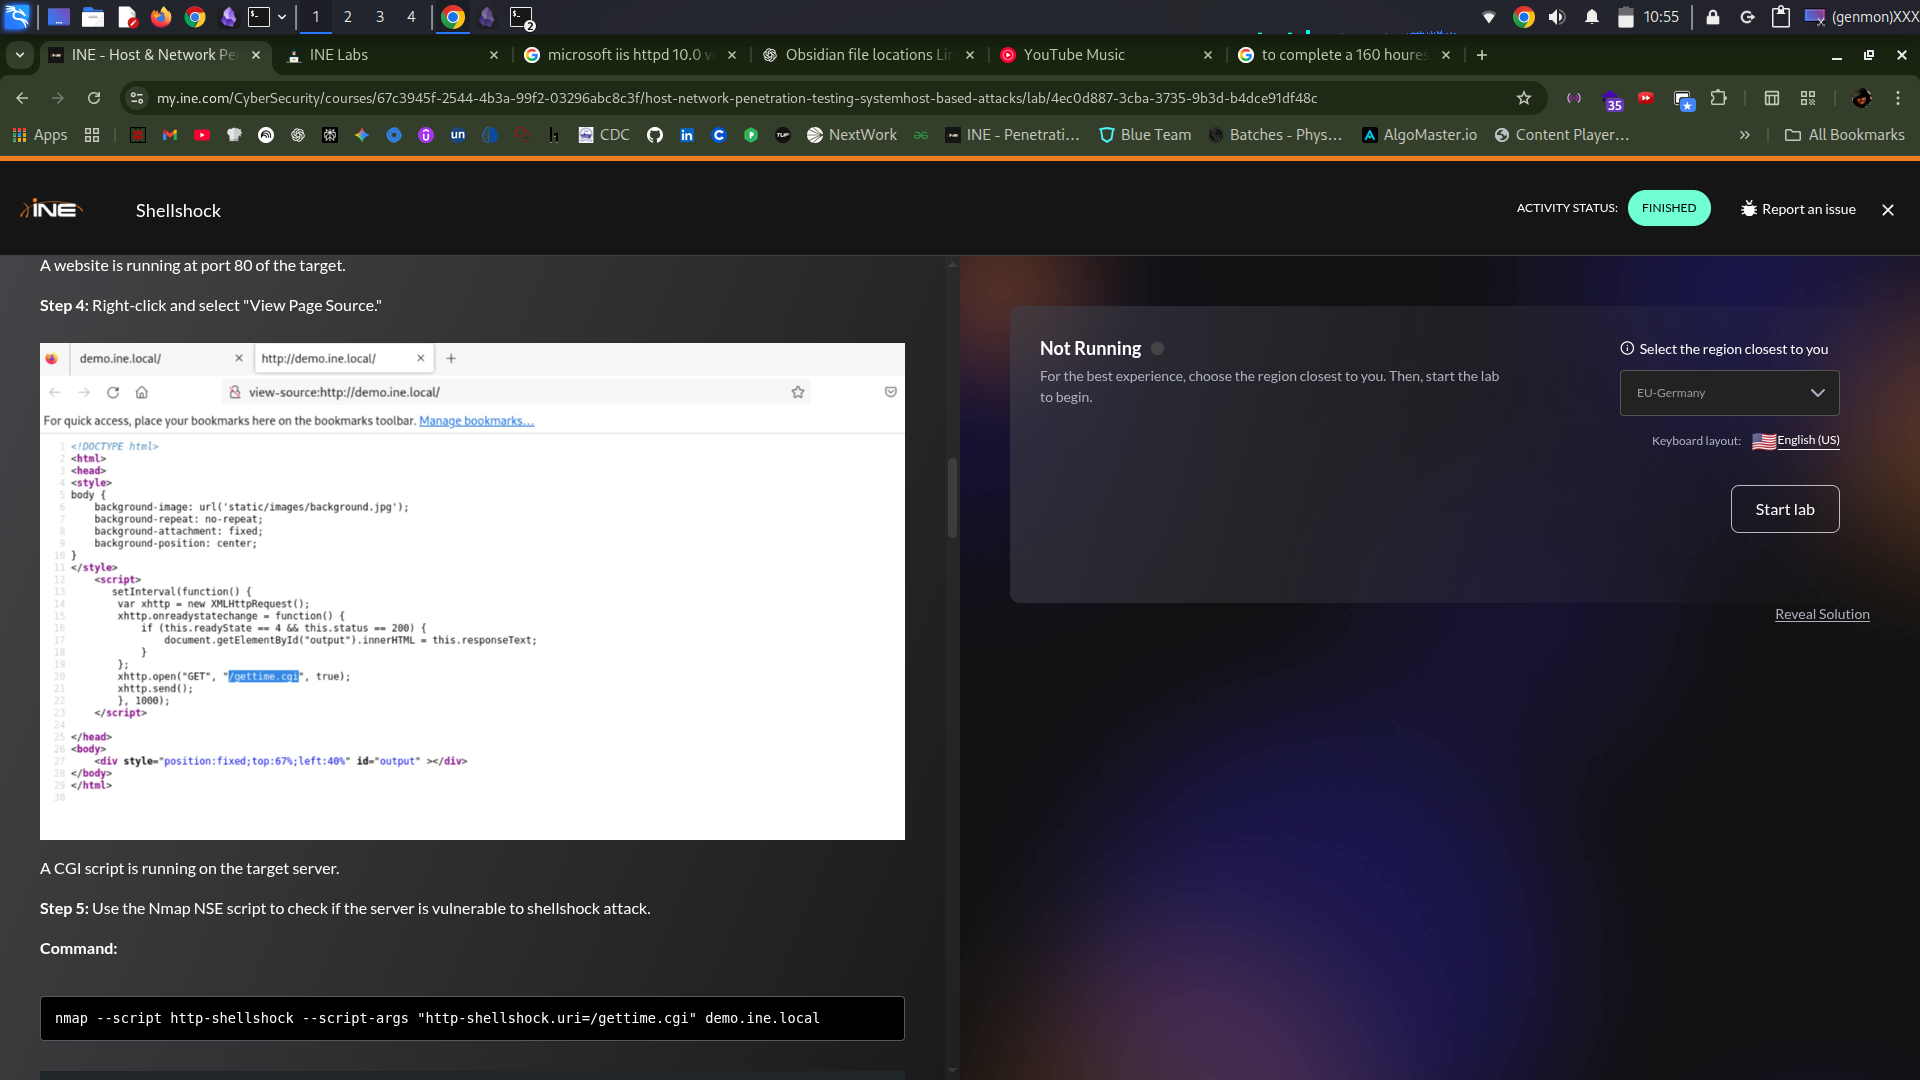 1
2
3
4
2
10:55
(genmon)XXX
INE - Host & Network Pe
INE Labs
microsoft iis httpd 10.0 v
Obsidian file locations Lin
YouTube Music
to complete a 160 houres
my.ine.com/CyberSecurity/courses/67c3945f-2544-4b3a-99f2-03296abc8c3f/host-network-penetration-testing-systemhost-based-attacks/lab/4ec0d887-3cba-3735-9b3d-b4dce91df48c
35
Apps
CDC
NextWork
INE - Penetrati...
Blue Team
Batches - Phys...
AlgoMaster.io
Content Player...
All Bookmarks
INE
Shellshock
ACTIVITY STATUS:
FINISHED
Report an issue
A website is running at port 80 of the target.
Step 4: Right-click and select "View Page Source."
demo.ine.local/
http://demo.ine.local/
view-source:http://demo.ine.local/
For quick access, place your bookmarks here on the bookmarks toolbar. Manage bookmarks...
1 <!DOCTYPE html>
2 <html>
3 <head>
4 <style>
5 body {
6 background-image: url('static/images/background.jpg');
7 background-repeat: no-repeat;
8 background-attachment: fixed;
9 background-position: center;
10 }
11 </style>
12 <script>
13 setInterval(function() {
14 var xhttp = new XMLHttpRequest();
15 xhttp.onreadystatechange = function() {
16 if (this.readyState == 4 && this.status == 200) {
17 document.getElementById("output").innerHTML = this.responseText;
18 }
19 };
20 xhttp.open("GET", "/gettime.cgi", true);
21 xhttp.send();
22 }, 1000);
23 </script>
24
25 </head>
26 <body>
27 <div style="position:fixed;top:67%;left:40%" id="output" ></div>
28 </body>
29 </html>
30
A CGI script is running on the target server.
Step 5: Use the Nmap NSE script to check if the server is vulnerable to shellshock attack.
Command:
nmap --script http-shellshock --script-args "http-shellshock.uri=/gettime.cgi" demo.ine.local
Not Running
For the best experience, choose the region closest to you. Then, start the lab
to begin.
Select the region closest to you
EU-Germany
Keyboard layout:
English (US)
Start lab
Reveal Solution